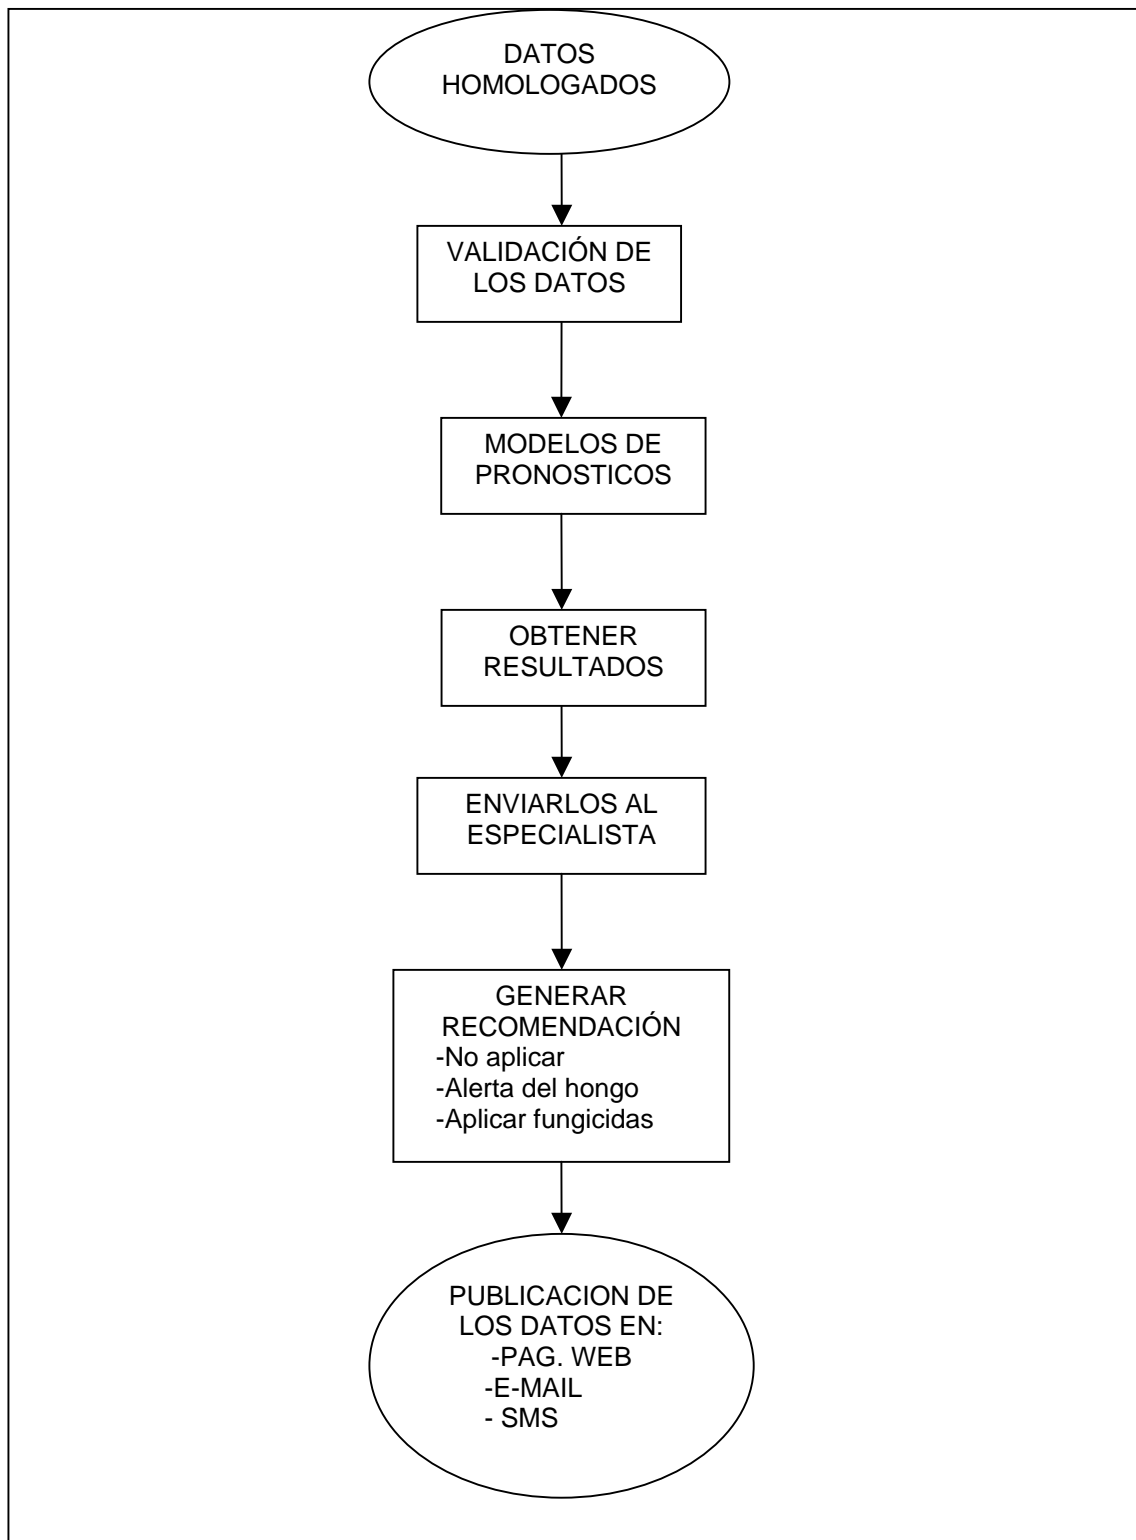 DATOS
HOMOLOGADOS
VALIDACIÓN DE
LOS DATOS
MODELOS DE
PRONOSTICOS
OBTENER
RESULTADOS
ENVIARLOS AL
ESPECIALISTA
GENERAR
RECOMENDACIÓN
-No aplicar
-Alerta del hongo
-Aplicar fungicidas
PUBLICACION DE
LOS DATOS EN:
-PAG. WEB
-E-MAIL
- SMS